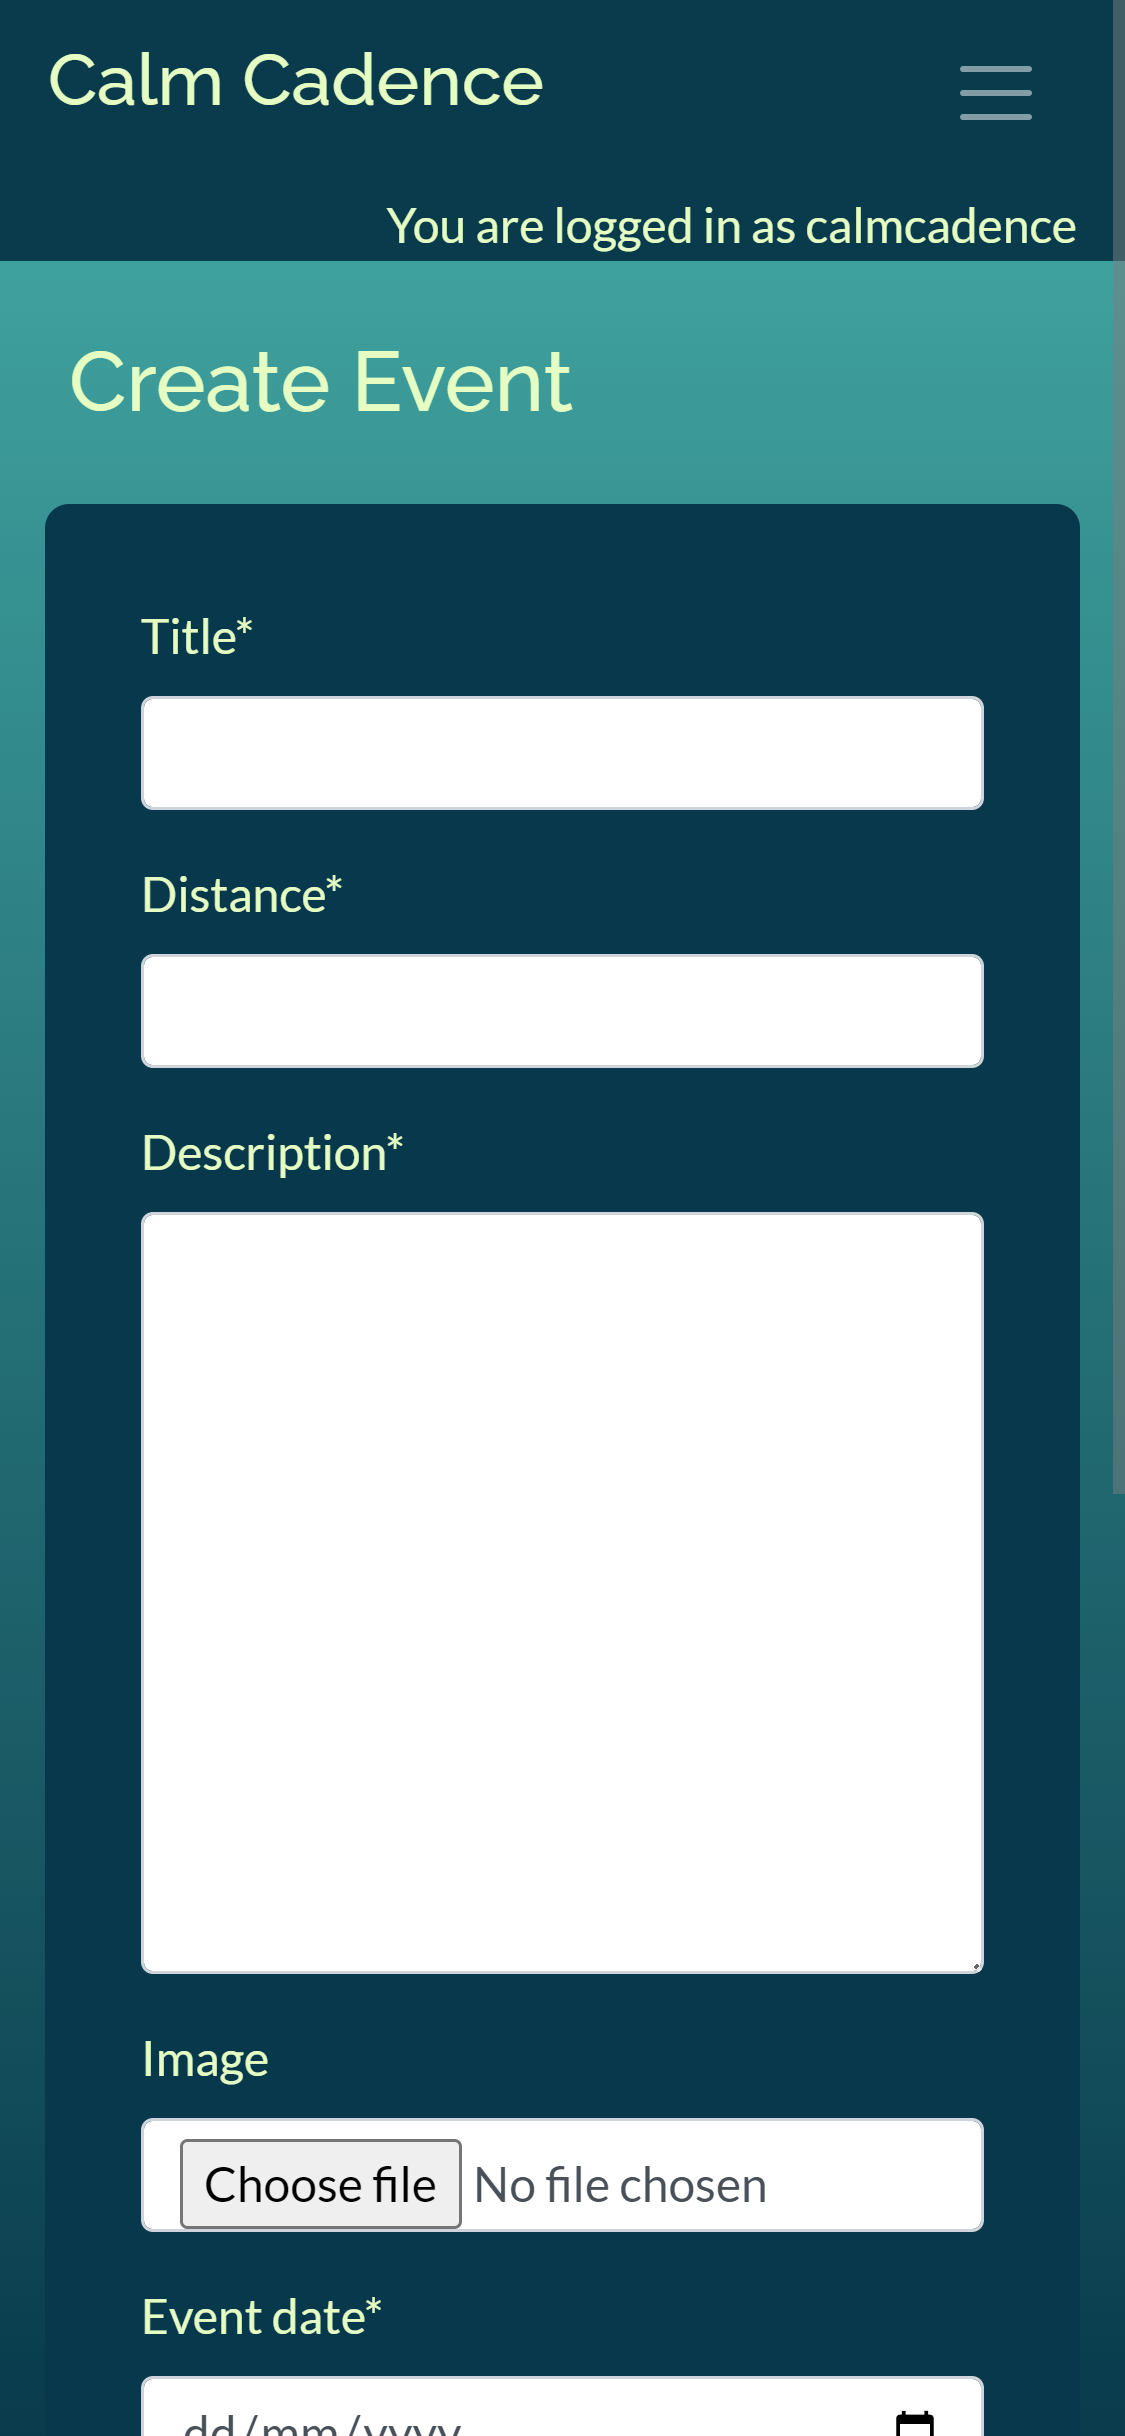 Calm Cadence
You are logged in as calmcadence
Create Event
Title*
Distance*
Description*
Image
Choose file No file chosen
Event date*
dd/mm/yyyy